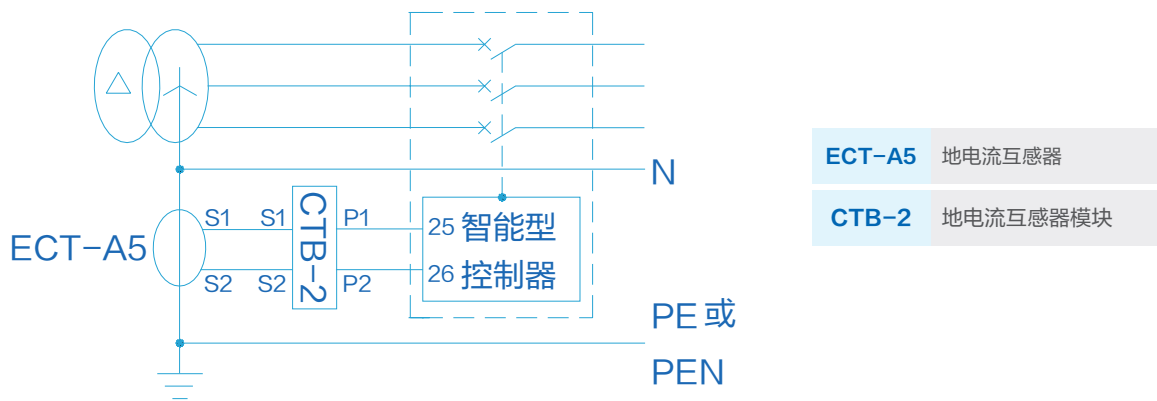 N
ECT-A5
S1 S1 CTB-2 P1 25 智能型
S2 S2 P2 26 控制器
PE或
PEN
ECT-A5 地电流互感器
CTB-2 地电流互感器模块